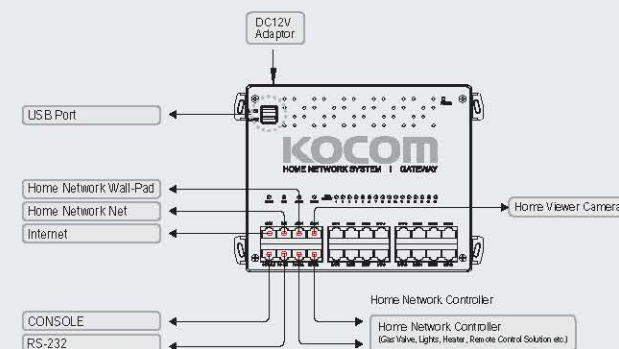 DC12V
Adaptor
USB Port
KOCOM
HOME NETWORK SYSTEM | GATEWAY
Home Network Wall-Pad
Home Network Net
Internet
Home Viewer Camera
Home Network Controller
CONSOLE
RS-232
Home Network Controller
(Gas Valve, Lights, Heater, Remote Control Solution etc.)